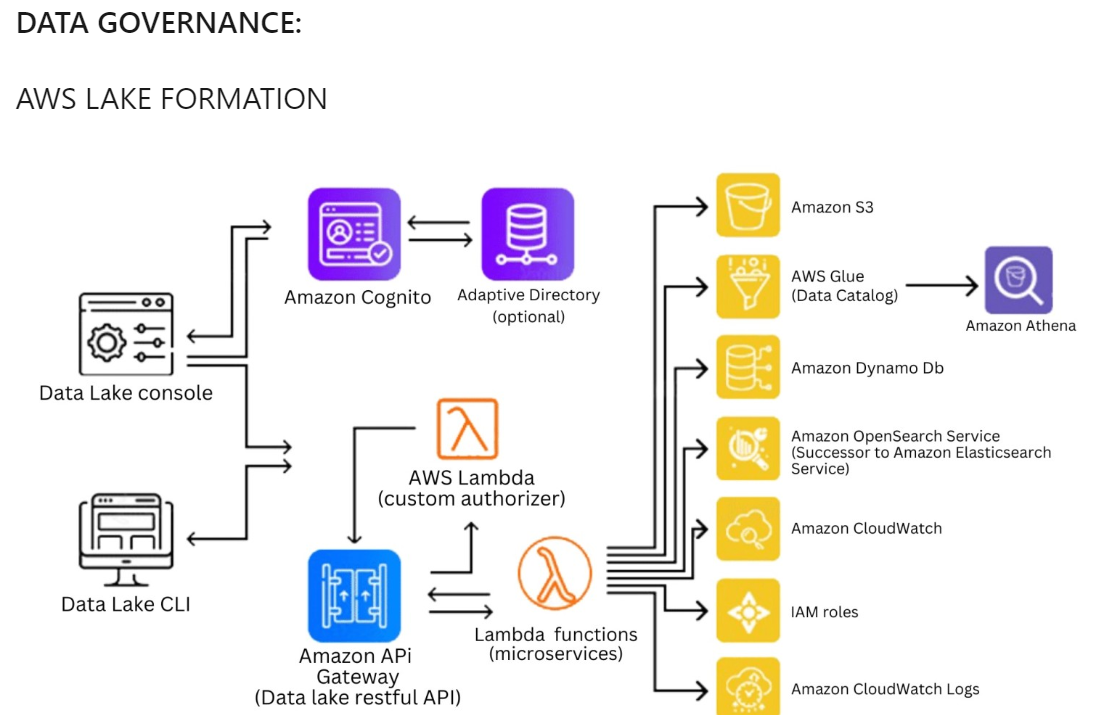 DATA GOVERNANCE:
AWS LAKE FORMATION
Amazon S3
AWS Glue
(Data Catalog)
Amazon Athena
Amazon Cognito
Adaptive Directory
(optional)
Data Lake console
Amazon Dynamo Db
Amazon OpenSearch Service
(Successor to Amazon Elasticsearch
Service)
AWS Lambda
(custom authorizer)
Amazon CloudWatch
Data Lake CLI
IAM roles
Lambda functions
(microservices)
Amazon APi
Gateway
(Data lake restful API)
Amazon CloudWatch Logs